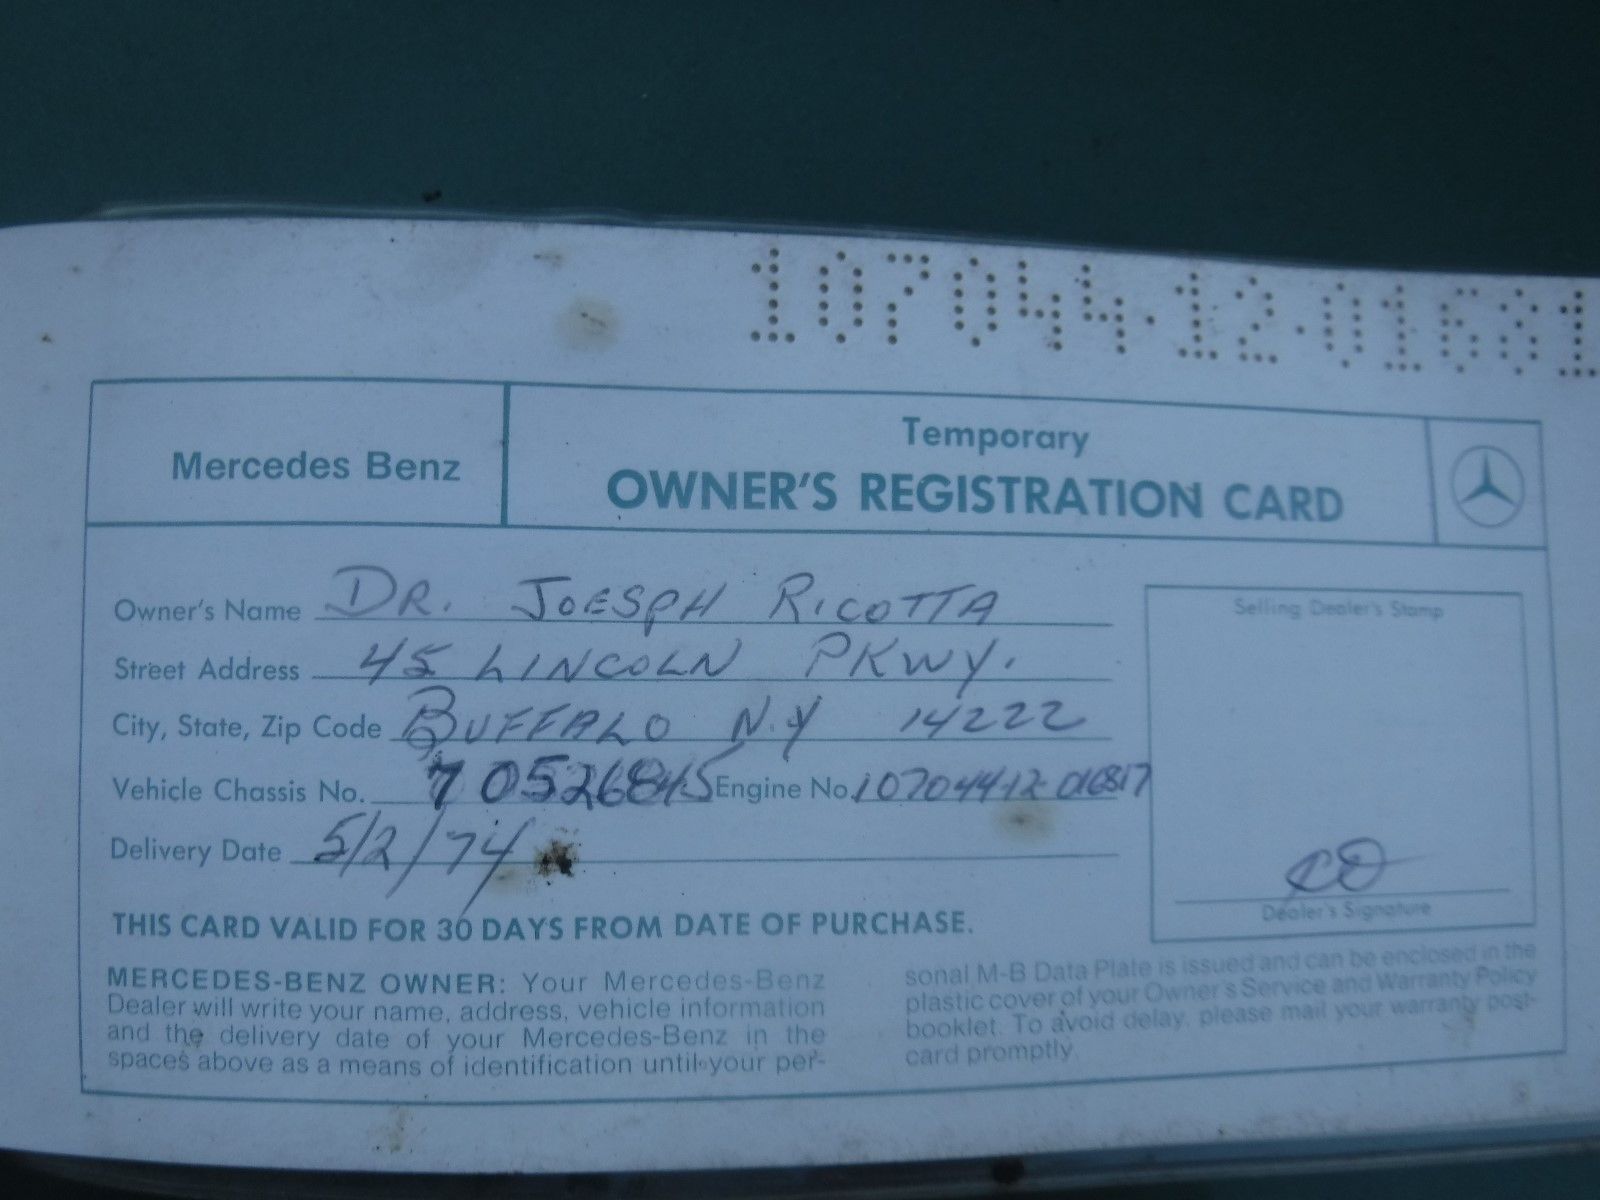 107044-12-01681
Mercedes Benz
Temporary
OWNER'S REGISTRATION CARD
Owner's Name DR. JOESPH RICOTTA
Street Address 45 LINCOLN PKWY.
City, State, Zip Code BUFFALO N.Y 14222
Vehicle Chassis No. Engine No.
Delivery Date 5/2/74
Selling Dealer's Stamp
Dealer's Signature
THIS CARD VALID FOR 30 DAYS FROM DATE OF PURCHASE.
MERCEDES-BENZ OWNER: Your Mercedes-Benz
Dealer will write your name, address, vehicle information
and the delivery date of your Mercedes-Benz in the
spaces above as a means of identification until your per-
sonal M-B Data Plate is issued and can be enclosed in the
plastic cover of your Owner's Service and Warranty Policy
booklet. To avoid delay, please mail your warranty post-
card promptly.